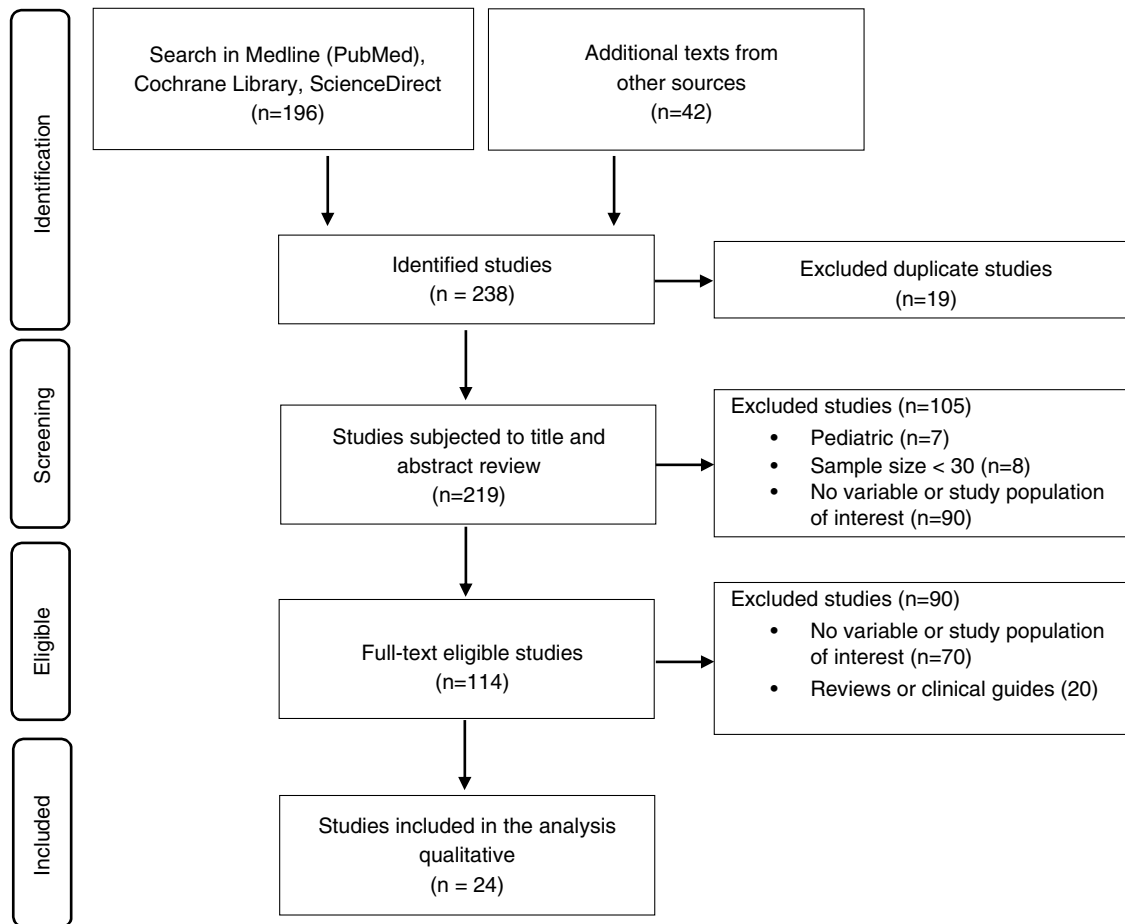 Identification
Search in Medline (PubMed),
Cochrane Library, ScienceDirect
(n=196)
Additional texts from
other sources
(n=42)
Identified studies
(n = 238)
Excluded duplicate studies
(n=19)
Screening
Studies subjected to title and
abstract review
(n=219)
Excluded studies (n=105)
• Pediatric (n=7)
• Sample size < 30 (n=8)
• No variable or study population
of interest (n=90)
Eligible
Full-text eligible studies
(n=114)
Excluded studies (n=90)
• No variable or study population
of interest (n=70)
• Reviews or clinical guides (20)
Included
Studies included in the analysis
qualitative
(n = 24)